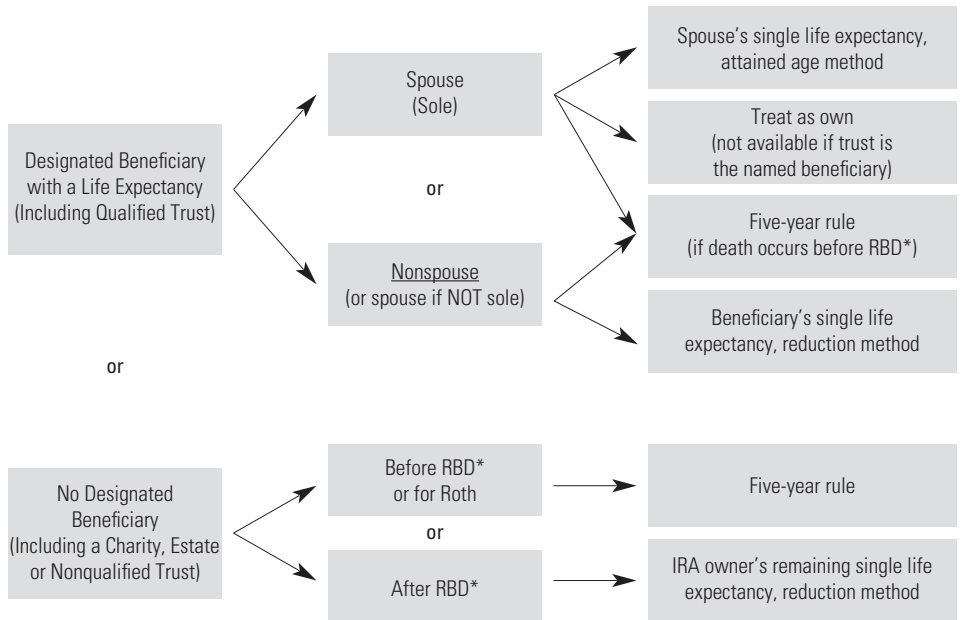 Designated Beneficiary
with a Life Expectancy
(Including Qualified Trust)
or
No Designated
Beneficiary
(Including a Charity, Estate
or Nonqualified Trust)
Spouse
(Sole)
or
Nonspouse
(or spouse if NOT sole)
Before RBD*
or for Roth
or
After RBD*
Spouse's single life expectancy,
attained age method
Treat as own
(not available if trust is
the named beneficiary)
Five-year rule
(if death occurs before RBD*)
Beneficiary's single life
expectancy, reduction method
Five-year rule
IRA owner's remaining single life
expectancy, reduction method